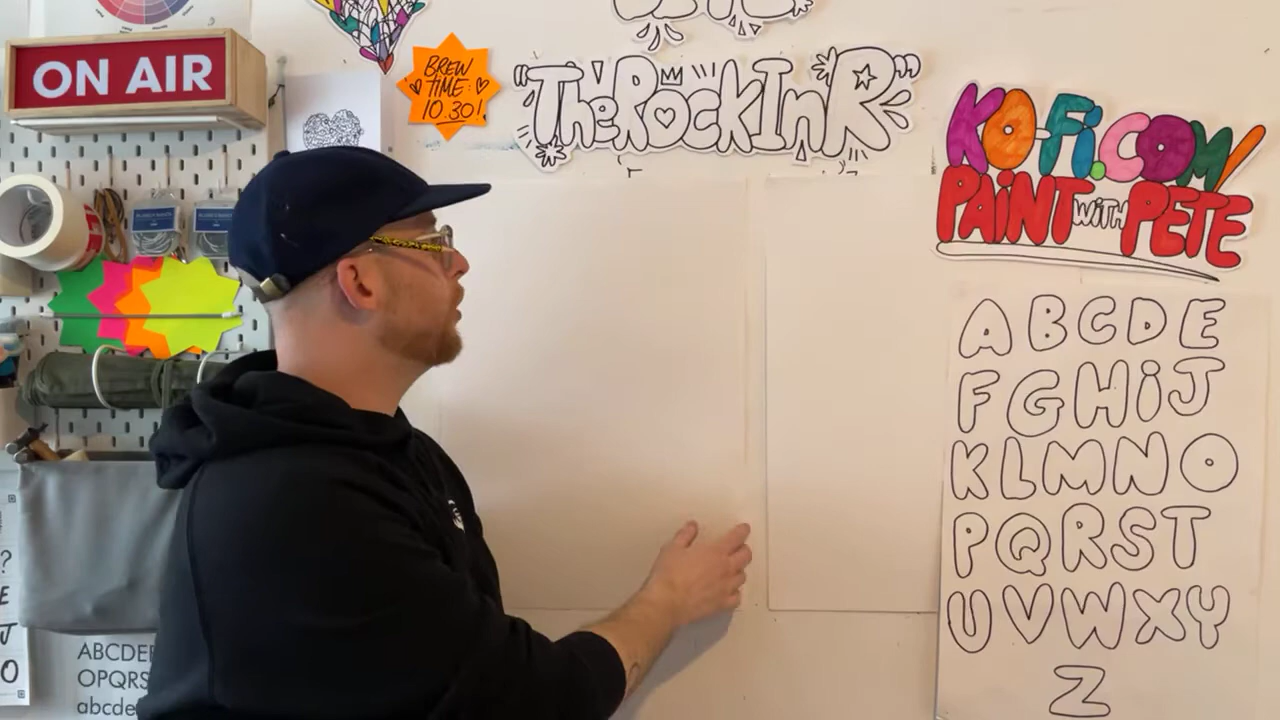 ON AIR
BREW
TIME:
10.30!
"TheRockInR"
KO-Fi.COM/
PAINT WITH PETE
A B C D E
F G H i J
K L M N O
P Q R S T
U V W X Y
Z
?
E
J
O
ABCDE
OPQRS
abcde